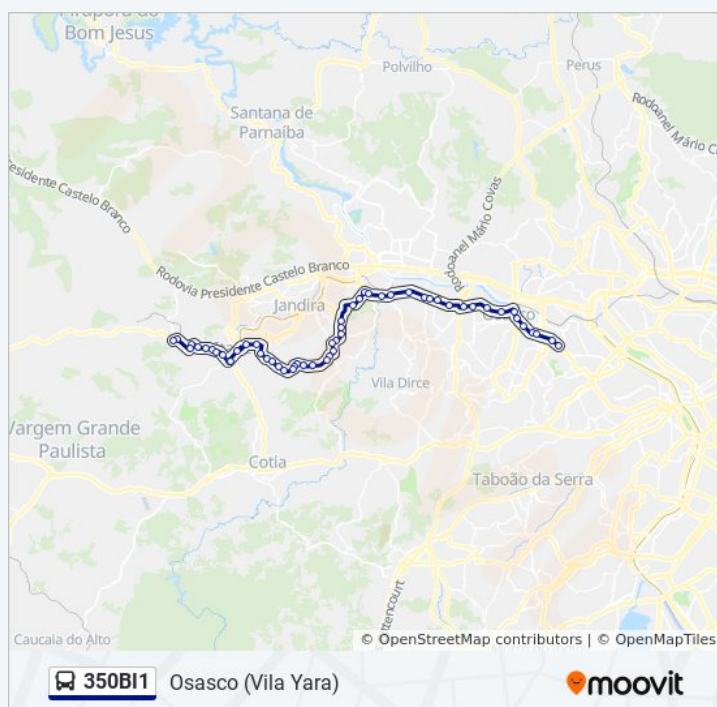 Bom Jesus
Polvilho
Perus
Santana de
Parnaíba
Rodoanel Mário
Presidente Castelo Branco
Rodoanel Mário Covas
Rodovia Presidente Castelo Branco
Jandira
Vila Dirce
Vargem Grande
Paulista
Cotia
Taboão da Serra
Caucaia do Alto
© OpenStreetMap contributors | © OpenMapTiles
350BI1 Osasco (Vila Yara)
moovit